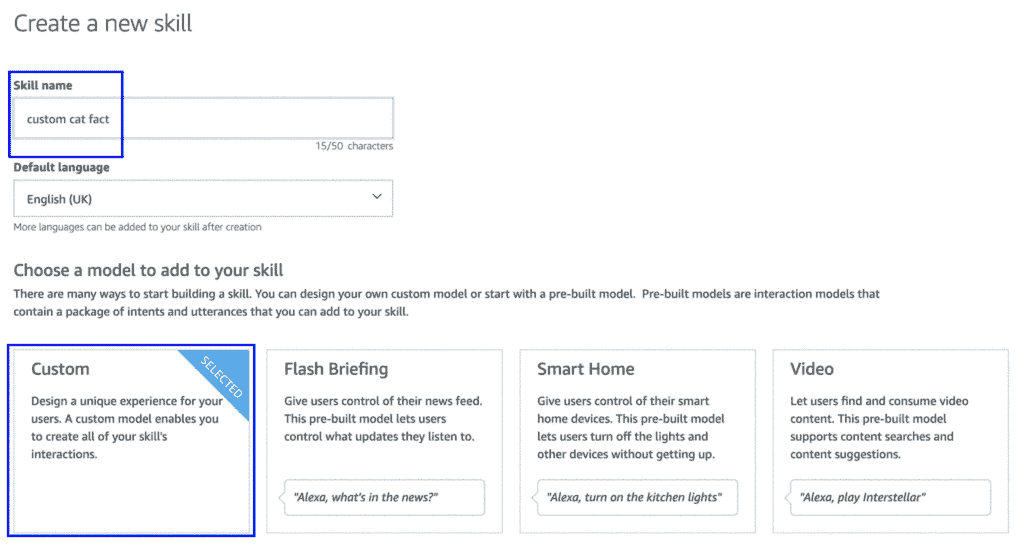 Create a new skill
Skill name
custom cat fact
15/50 characters
Default language
English (UK)
More languages can be added to your skill after creation
Choose a model to add to your skill
There are many ways to start building a skill. You can design your own custom model or start with a pre-built model. Pre-built models are interaction models that
contain a package of intents and utterances that you can add to your skill.
Custom
SELECTED
Design a unique experience for your
users. A custom model enables you
to create all of your skill's
interactions.
Flash Briefing
Give users control of their news feed.
This pre-built model lets users
control what updates they listen to.
"Alexa, what's in the news?"
Smart Home
Give users control of their smart
home devices. This pre-built model
lets users turn off the lights and
other devices without getting up.
"Alexa, turn on the kitchen lights"
Video
Let users find and consume video
content. This pre-built model
supports content searches and
content suggestions.
"Alexa, play Interstellar"